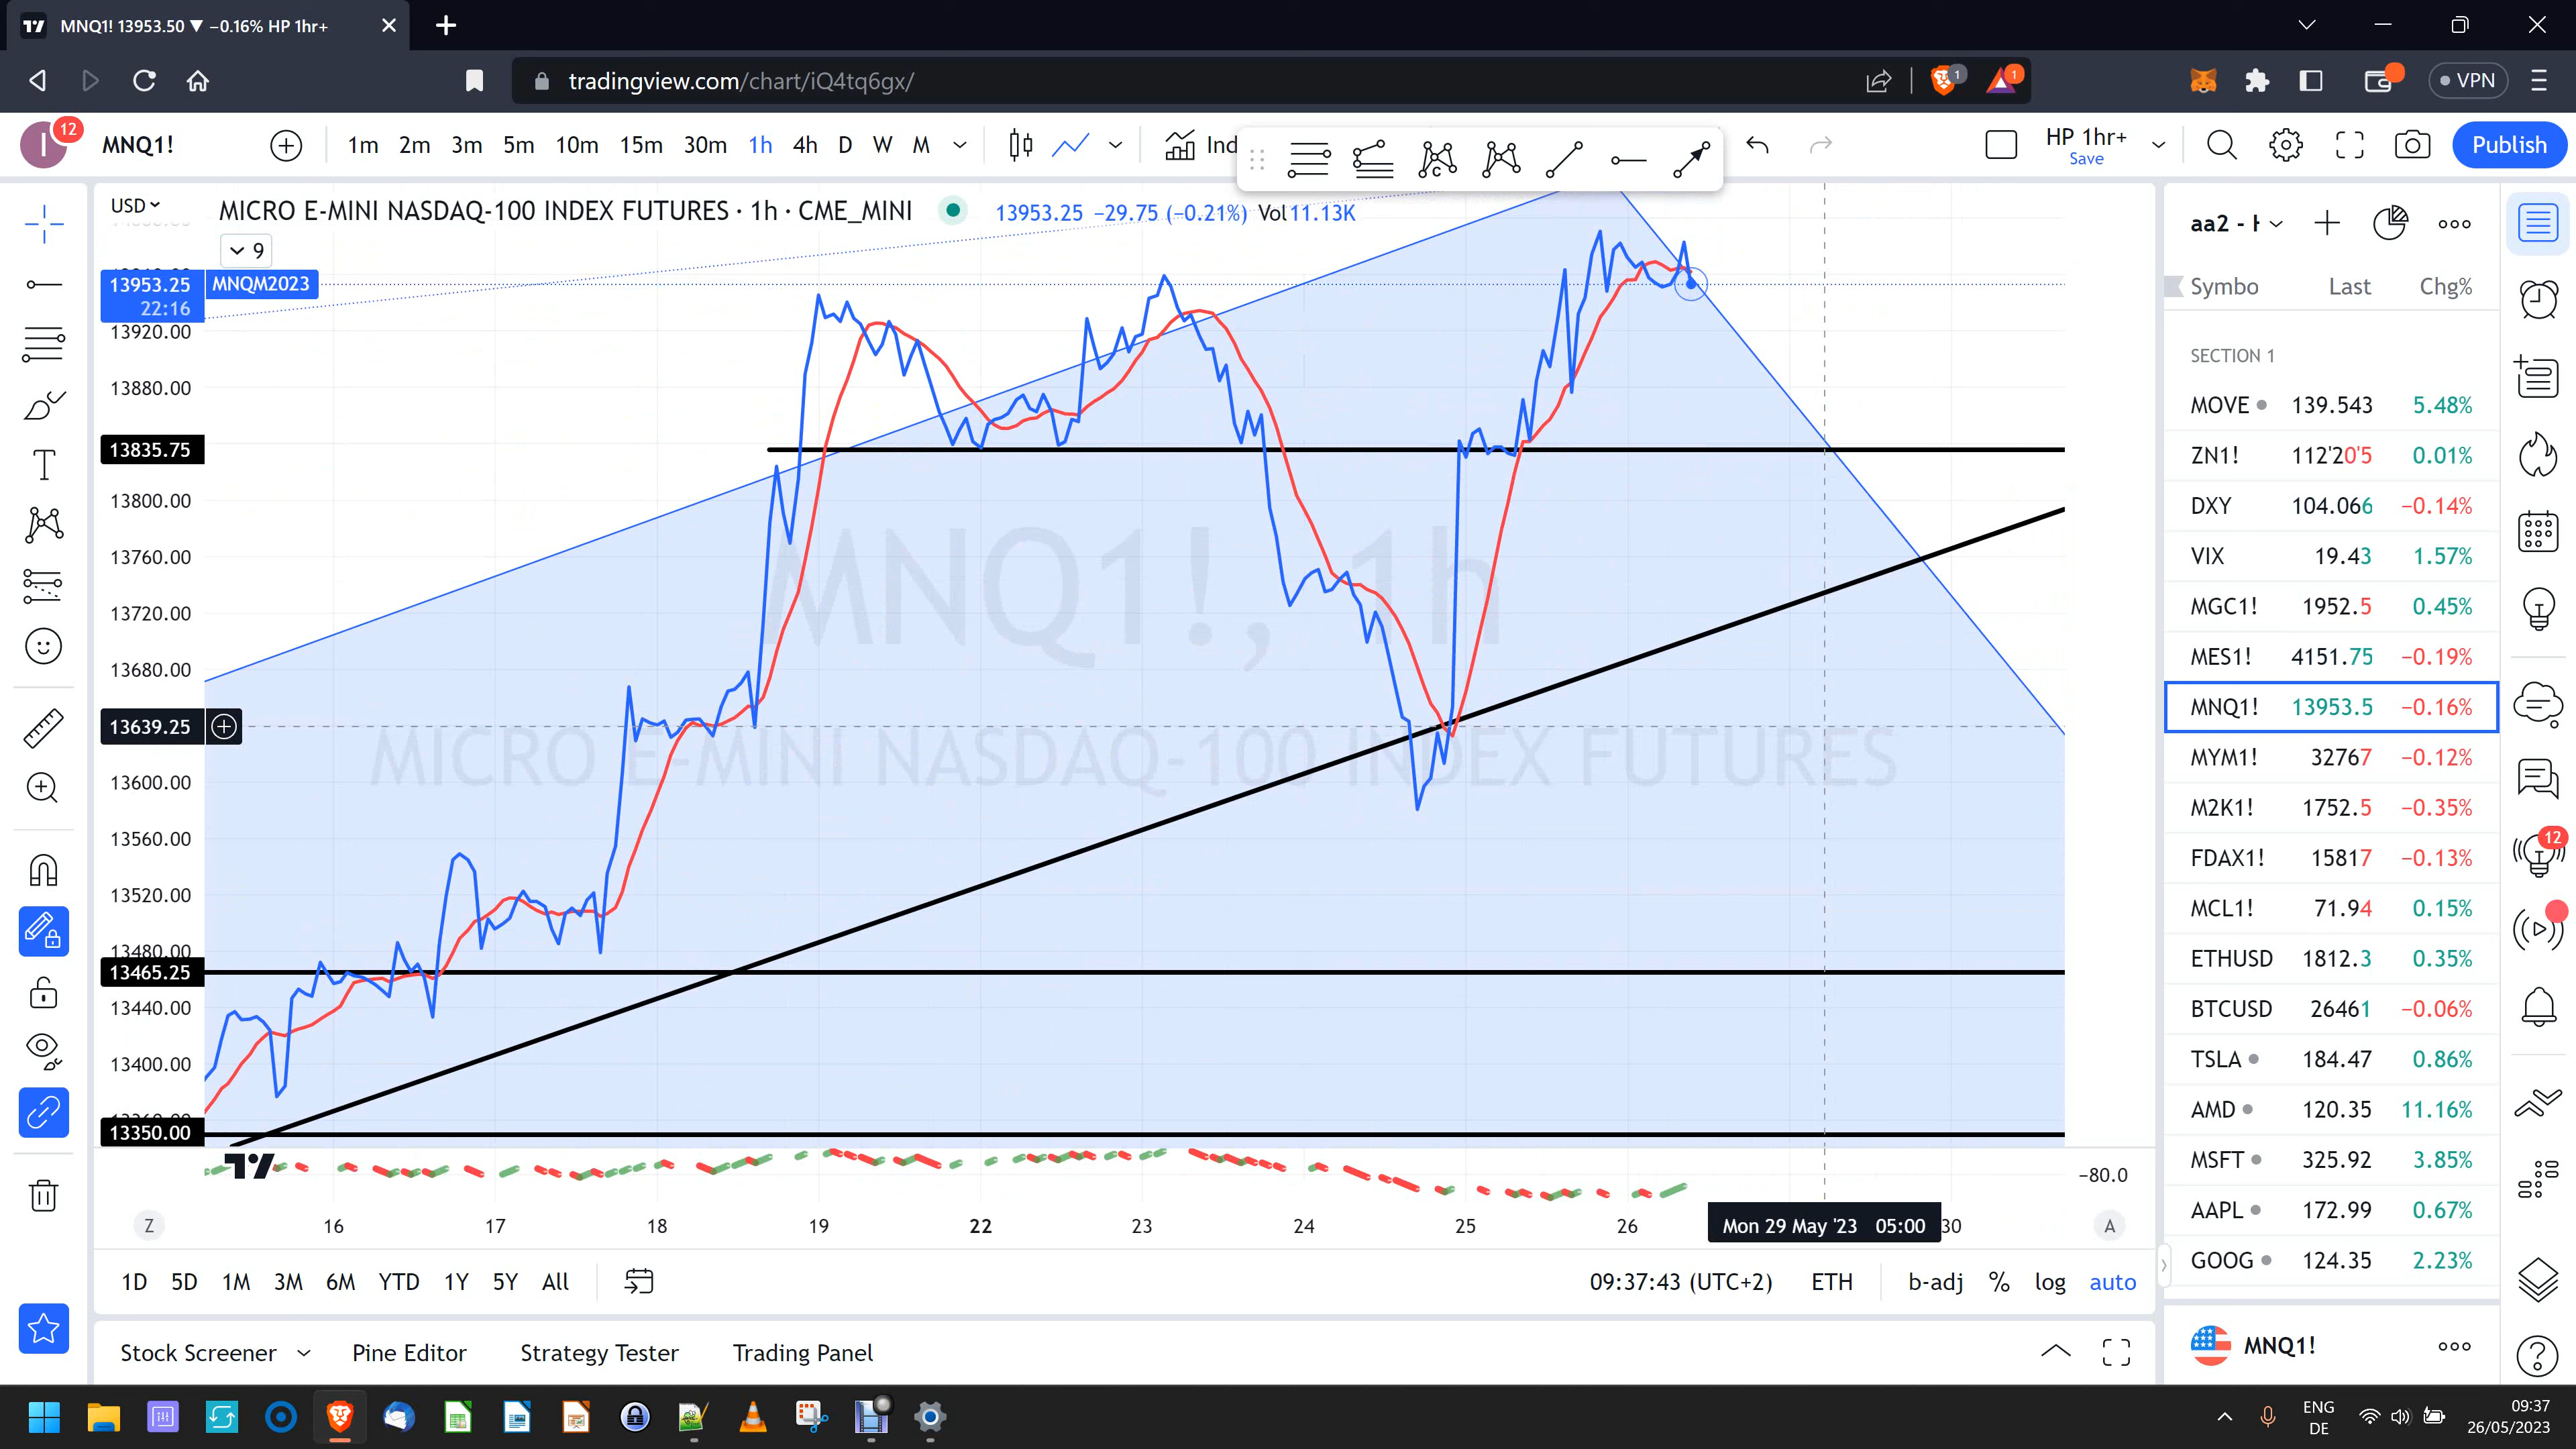 MNQ1! 13953.50 ▼ −0.16% HP 1hr+
tradingview.com/chart/iQ4tq6gx/
1
1
VPN
I
12
MNQ1!
1m 2m 3m 5m 10m 15m 30m 1h 4h D W M
Ind
HP 1hr+
Save
Publish
USD
MICRO E-MINI NASDAQ-100 INDEX FUTURES · 1h · CME_MINI
13953.25 −29.75 (−0.21%) Vol 11.13K
9
13953.25
22:16
MNQM2023
13920.00
13880.00
13835.75
13800.00
13760.00
13720.00
13680.00
13639.25
13600.00
13560.00
13520.00
13480.00
13465.25
13440.00
13400.00
13350.00
MNQ1!, 1h
MICRO E-MINI NASDAQ-100 INDEX FUTURES
−80.0
Z
16 17 18 19 22 23 24 25 26
Mon 29 May '23 05:00
30
A
1D 5D 1M 3M 6M YTD 1Y 5Y All
09:37:43 (UTC+2) ETH b-adj % log auto
Stock Screener Pine Editor Strategy Tester Trading Panel
aa2 -
Symbo Last Chg%
SECTION 1
MOVE 139.543 5.48%
ZN1! 112'20'5 0.01%
DXY 104.066 −0.14%
VIX 19.43 1.57%
MGC1! 1952.5 0.45%
MES1! 4151.75 −0.19%
MNQ1! 13953.5 −0.16%
MYM1! 32767 −0.12%
M2K1! 1752.5 −0.35%
FDAX1! 15817 −0.13%
MCL1! 71.94 0.15%
ETHUSD 1812.3 0.35%
BTCUSD 26461 −0.06%
TSLA 184.47 0.86%
AMD 120.35 11.16%
MSFT 325.92 3.85%
AAPL 172.99 0.67%
GOOG 124.35 2.23%
MNQ1!
12
ENG
DE
09:37
26/05/2023